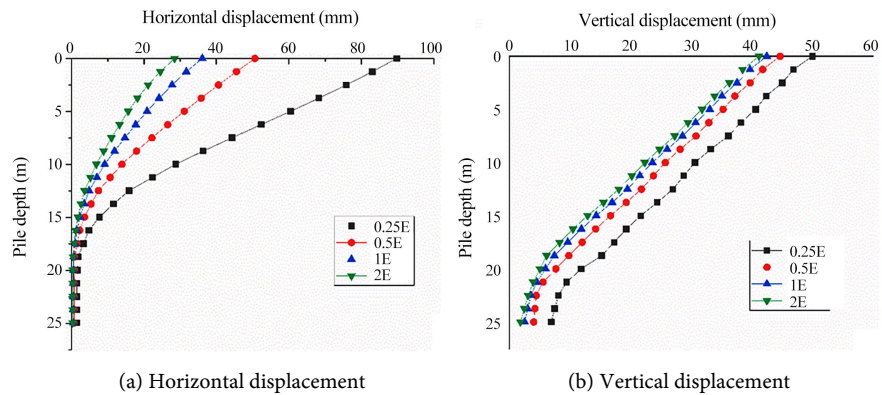 Horizontal displacement (mm)
0 20 40 60 80 100
0
5
10
15
20
25
Pile depth (m)
0.25E
0.5E
1E
2E
(a) Horizontal displacement
Vertical displacement (mm)
0 10 20 30 40 50 60
0
5
10
15
20
25
Pile depth (m)
0.25E
0.5E
1E
2E
(b) Vertical displacement